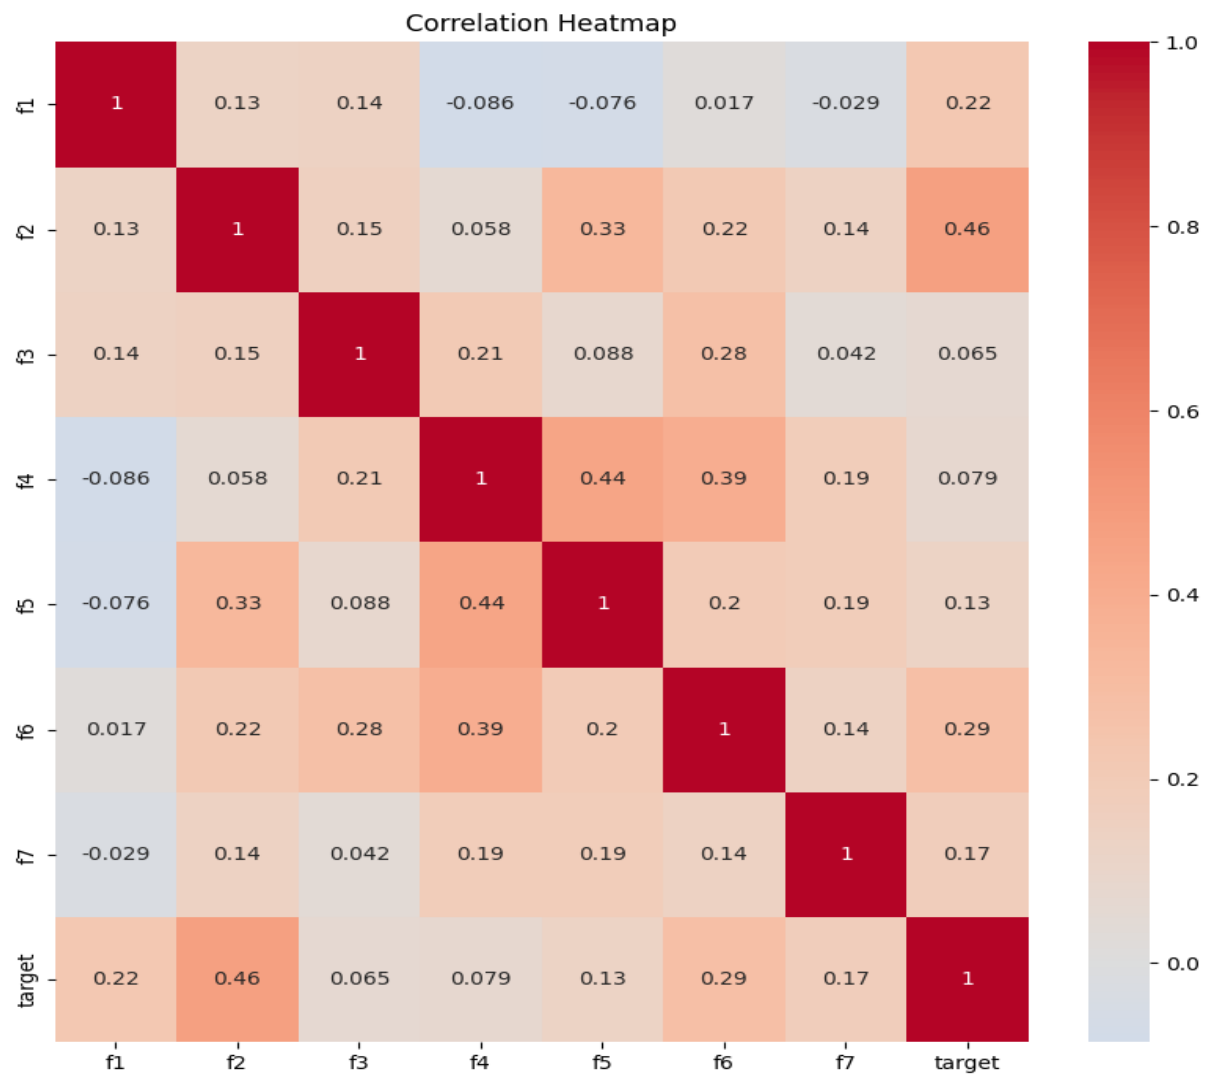 Correlation Heatmap
f1 1 0.13 0.14 -0.086 -0.076 0.017 -0.029 0.22
f2 0.13 1 0.15 0.058 0.33 0.22 0.14 0.46
f3 0.14 0.15 1 0.21 0.088 0.28 0.042 0.065
f4 -0.086 0.058 0.21 1 0.44 0.39 0.19 0.079
f5 -0.076 0.33 0.088 0.44 1 0.2 0.19 0.13
f6 0.017 0.22 0.28 0.39 0.2 1 0.14 0.29
f7 -0.029 0.14 0.042 0.19 0.19 0.14 1 0.17
target 0.22 0.46 0.065 0.079 0.13 0.29 0.17 1
f1 f2 f3 f4 f5 f6 f7 target
1.0
0.8
0.6
0.4
0.2
0.0